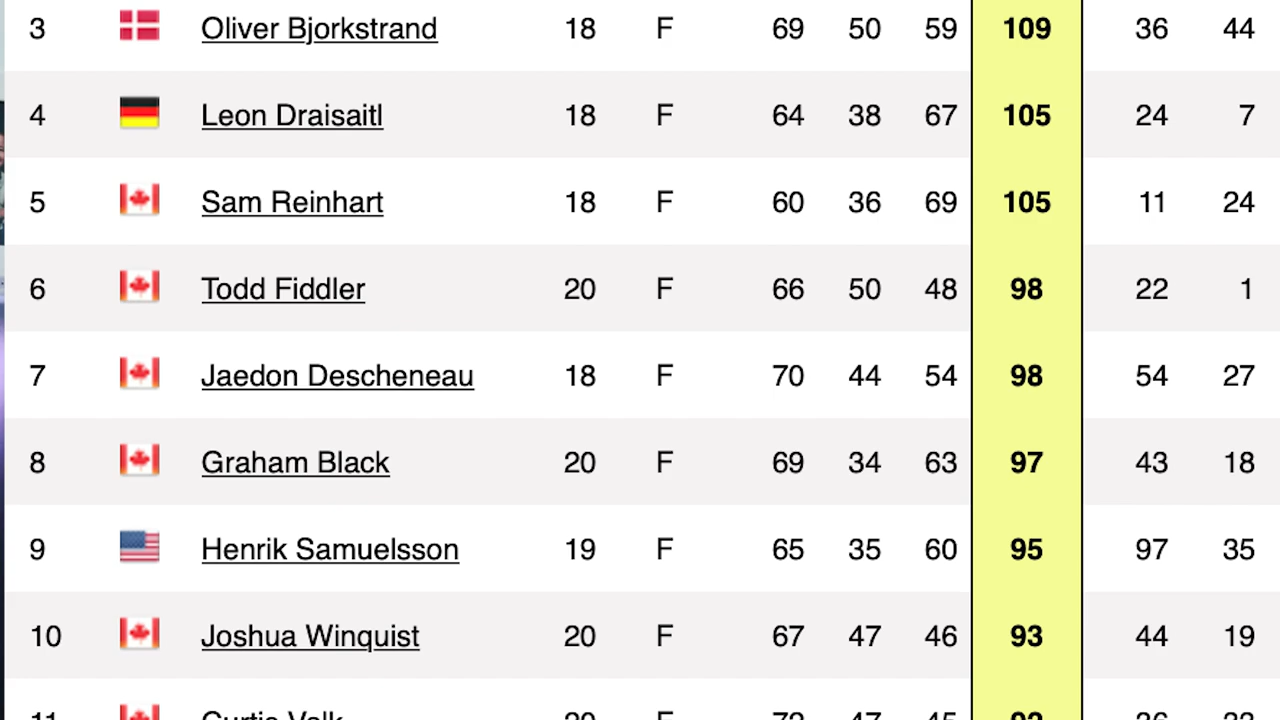 3 Oliver Bjorkstrand 18 F 69 50 59 109 36 44
4 Leon Draisaitl 18 F 64 38 67 105 24 7
5 Sam Reinhart 18 F 60 36 69 105 11 24
6 Todd Fiddler 20 F 66 50 48 98 22 1
7 Jaedon Descheneau 18 F 70 44 54 98 54 27
8 Graham Black 20 F 69 34 63 97 43 18
9 Henrik Samuelsson 19 F 65 35 60 95 97 35
10 Joshua Winquist 20 F 67 47 46 93 44 19
11 Curtis Valk 20 F 72 47 45 92